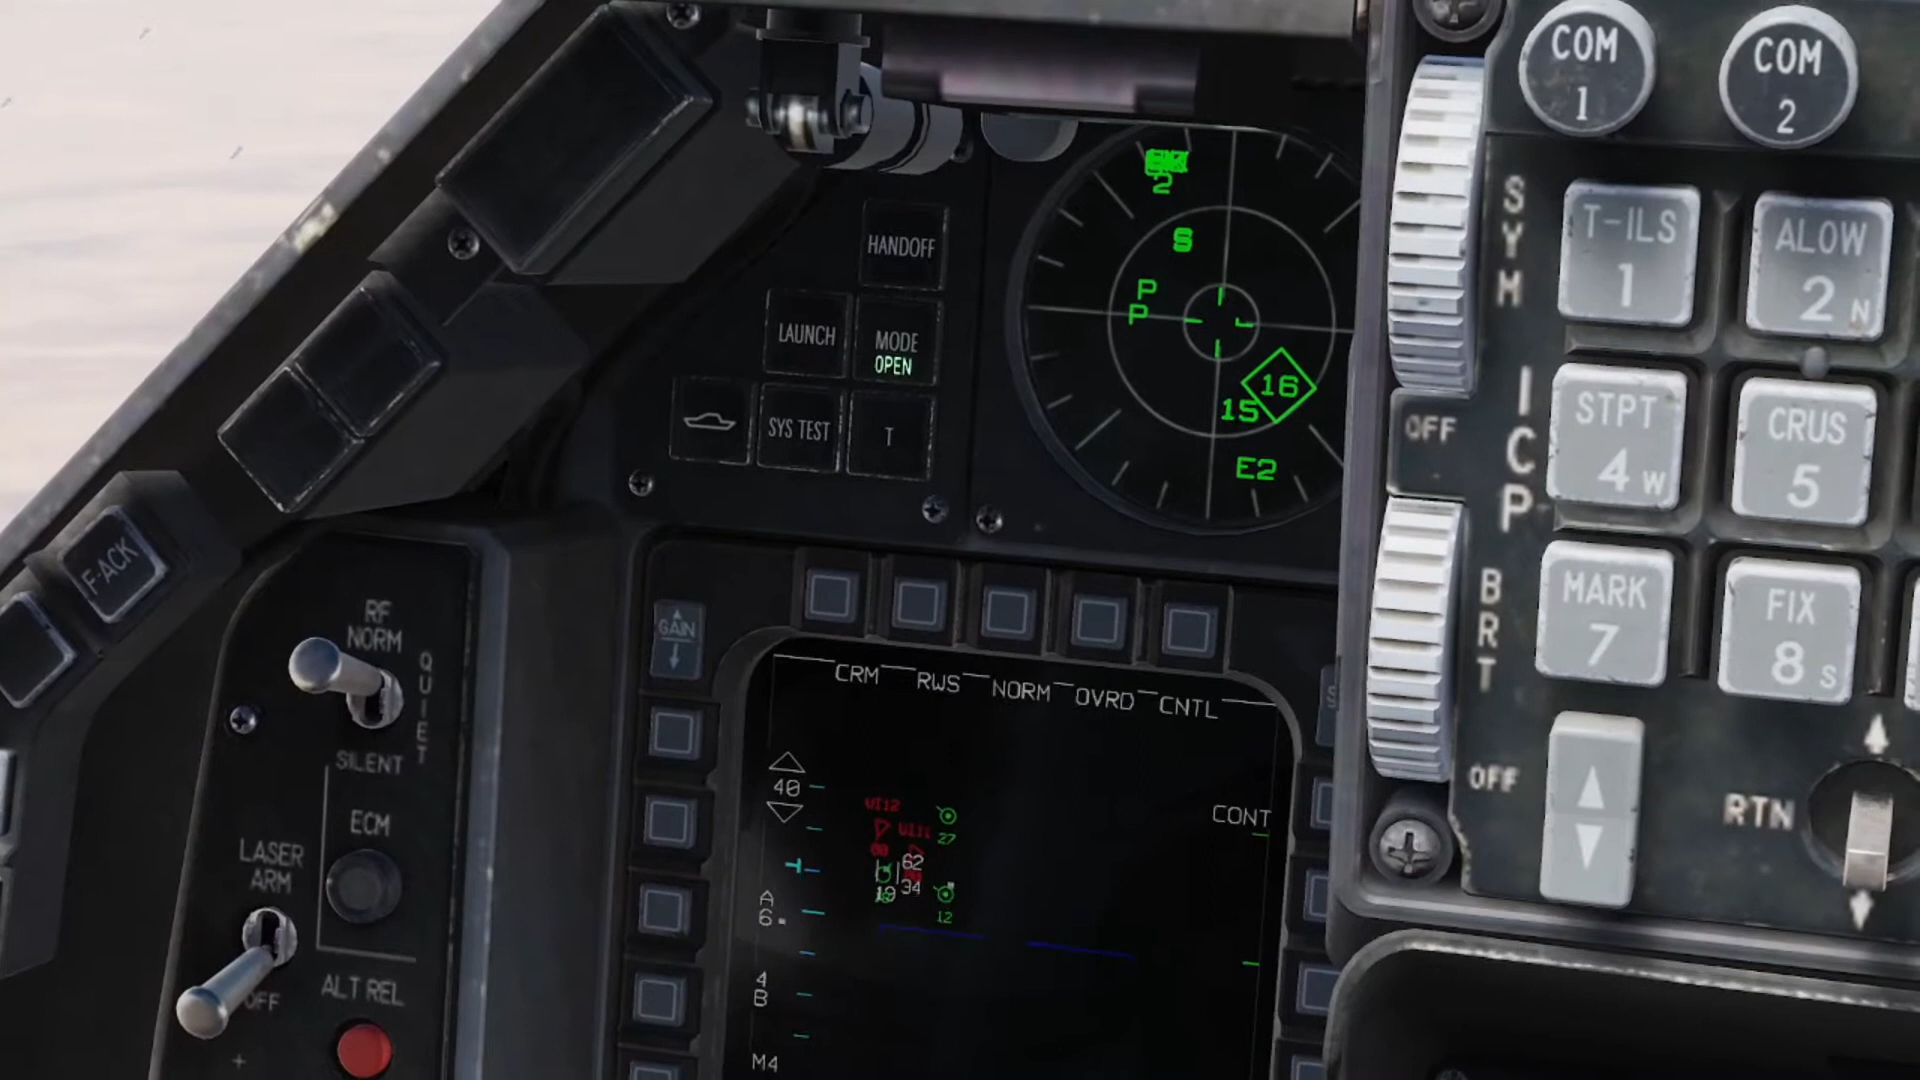 COM
1
COM
2
2
S
P
P
16
15
E2
HANDOFF
LAUNCH
MODE
OPEN
SYS TEST
T
SYM
T-ILS
1
ALOW
2 N
OFF
ICP
STPT
4 W
CRUS
5
BRT
MARK
7
FIX
8 S
OFF
RTN
F-ACK
RF
NORM
QUIET
SILENT
ECM
LASER
ARM
OFF
ALT REL
GAIN
CRM
RWS
NORM
OVRD
CNTL
40
CONT
27
62
34
12
A
6
4
B
M4